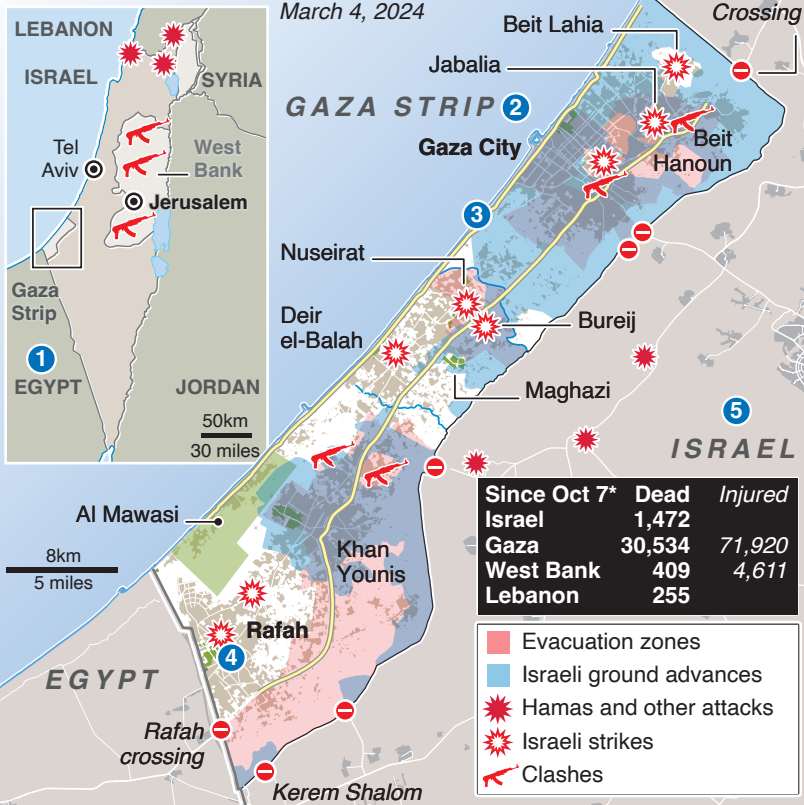 March 4, 2024
Crossing
LEBANON
ISRAEL
SYRIA
Tel
Aviv
West
Bank
Jerusalem
Gaza
Strip
1
EGYPT
JORDAN
50km
30 miles
Beit Lahia
Jabalia
GAZA STRIP 2
Gaza City
Beit
Hanoun
3
Nuseirat
Deir
el-Balah
Bureij
Maghazi
5
ISRAEL
Al Mawasi
8km
5 miles
Khan
Younis
Rafah
4
EGYPT
Rafah
crossing
Kerem Shalom
Since Oct 7* Dead Injured
Israel 1,472
Gaza 30,534 71,920
West Bank 409 4,611
Lebanon 255
Evacuation zones
Israeli ground advances
Hamas and other attacks
Israeli strikes
Clashes